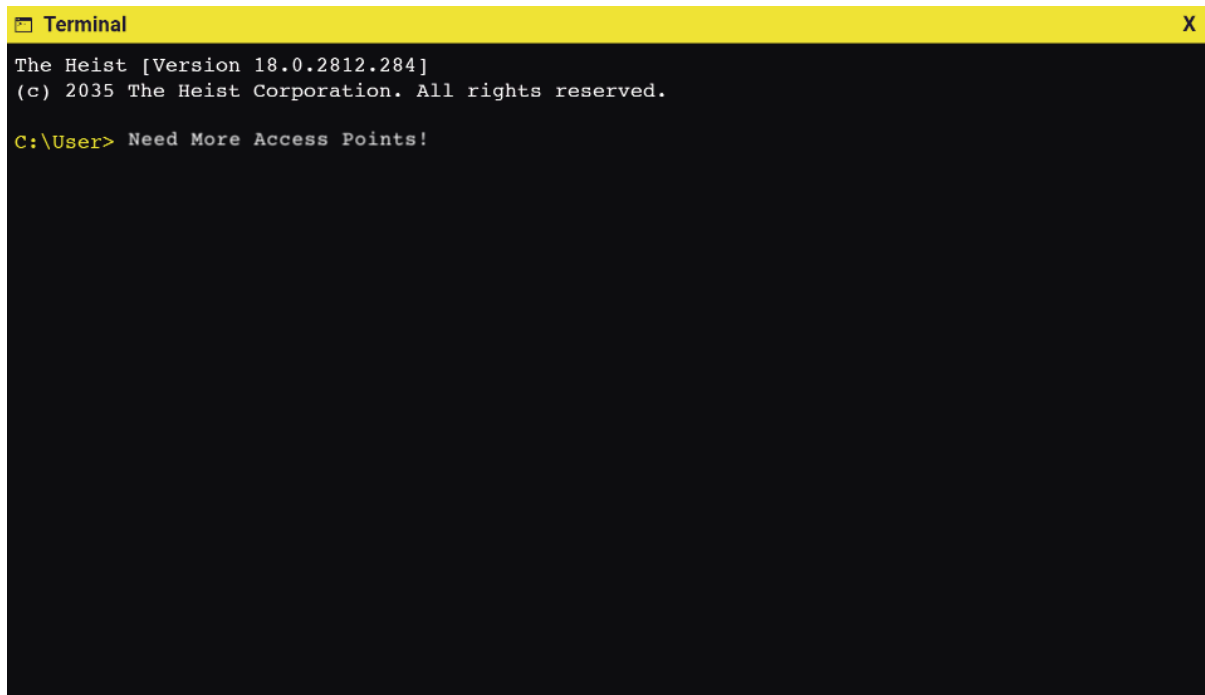 Terminal X
The Heist [Version 18.0.2812.284]
(c) 2035 The Heist Corporation. All rights reserved.
C:\User> Need More Access Points!